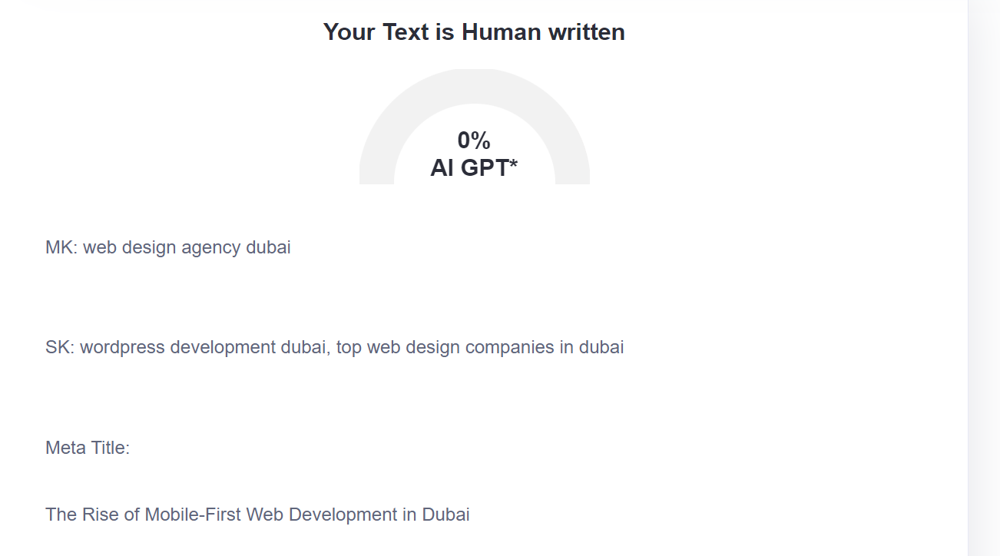 Your Text is Human written
0%
AI GPT*
MK: web design agency dubai
SK: wordpress development dubai, top web design companies in dubai
Meta Title:
The Rise of Mobile-First Web Development in Dubai